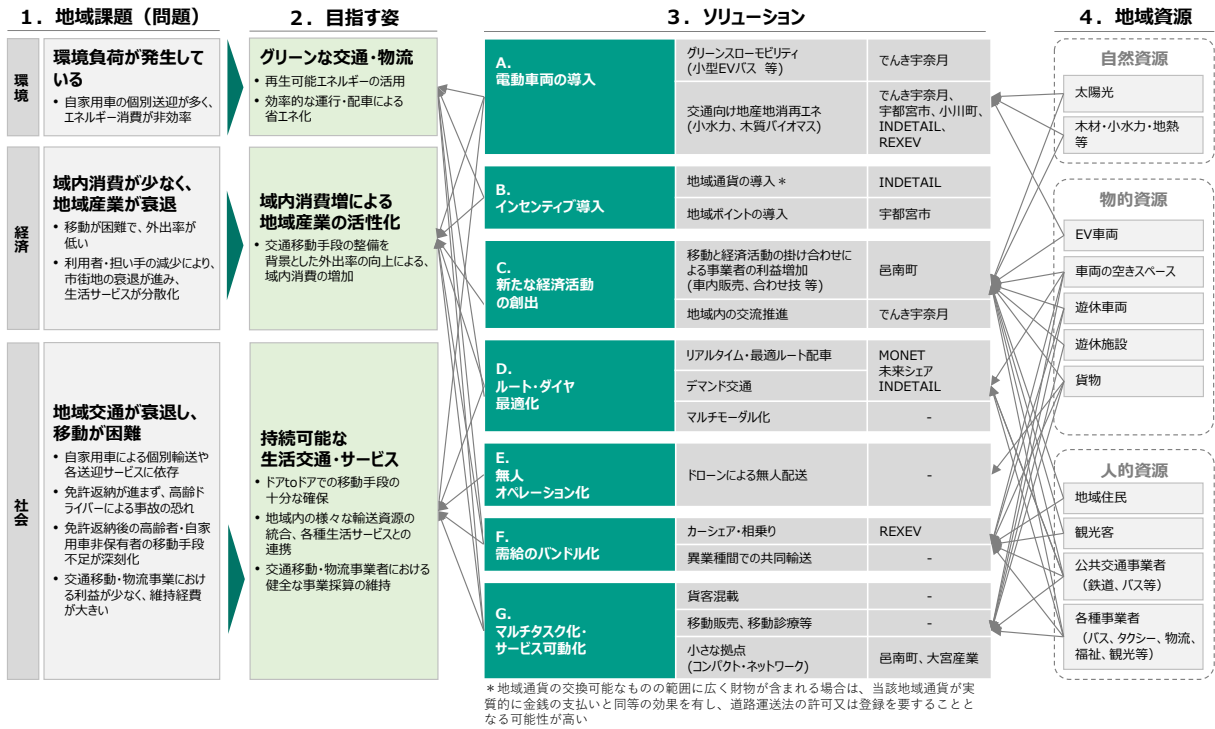 1．地域課題（問題）
2．目指す姿
3．ソリューション
4．地域資源
環境
環境負荷が発生して
いる
• 自家用車の個別送迎が多く、
エネルギー消費が非効率
グリーンな交通・物流
• 再生可能エネルギーの活用
• 効率的な運行・配車による
省エネ化
経済
域内消費が少なく、
地域産業が衰退
• 移動が困難で、外出率が
低い
• 利用者・担い手の減少により、
市街地の衰退が進み、
生活サービスが分散化
域内消費増による
地域産業の活性化
• 交通移動手段の整備を
背景とした外出率の向上による、
域内消費の増加
社会
地域交通が衰退し、
移動が困難
• 自家用車による個別輸送や
各送迎サービスに依存
• 免許返納が進まず、高齢ド
ライバーによる事故の恐れ
• 免許返納後の高齢者・自家
用車非保有者の移動手段
不足が深刻化
• 交通移動・物流事業におけ
る利益が少なく、維持経費
が大きい
持続可能な
生活交通・サービス
• ドアtoドアでの移動手段の
十分な確保
• 地域内の様々な輸送資源の
統合、各種生活サービスとの
連携
• 交通移動・物流事業者における
健全な事業採算の維持
A.
電動車両の導入
グリーンスローモビリティ
(小型EVバス 等)
でんき宇奈月
交通向け地産地消再エネ
(小水力、木質バイオマス)
でんき宇奈月、
宇都宮市、小川町、
INDETAIL、
REXEV
B.
インセンティブ導入
地域通貨の導入＊
INDETAIL
地域ポイントの導入
宇都宮市
C.
新たな経済活動
の創出
移動と経済活動の掛け合わせに
よる事業者の利益増加
(車内販売、合わせ技 等)
邑南町
地域内の交流推進
でんき宇奈月
D.
ルート・ダイヤ
最適化
リアルタイム・最適ルート配車
デマンド交通
MONET
未来シェア
INDETAIL
マルチモーダル化
-
E.
無人
オペレーション化
ドローンによる無人配送
-
F.
需給のバンドル化
カーシェア・相乗り
REXEV
異業種間での共同輸送
-
G.
マルチタスク化・
サービス可動化
貨客混載
-
移動販売、移動診療等
-
小さな拠点
(コンパクト・ネットワーク)
邑南町、大宮産業
＊地域通貨の交換可能なものの範囲に広く財物が含まれる場合は、当該地域通貨が実
質的に金銭の支払いと同等の効果を有し、道路運送法の許可又は登録を要することと
なる可能性が高い
自然資源
太陽光
木材・小水力・地熱
等
物的資源
EV車両
車両の空きスペース
遊休車両
遊休施設
貨物
人的資源
地域住民
観光客
公共交通事業者
（鉄道、バス等）
各種事業者
（バス、タクシー、物流、
福祉、観光等）